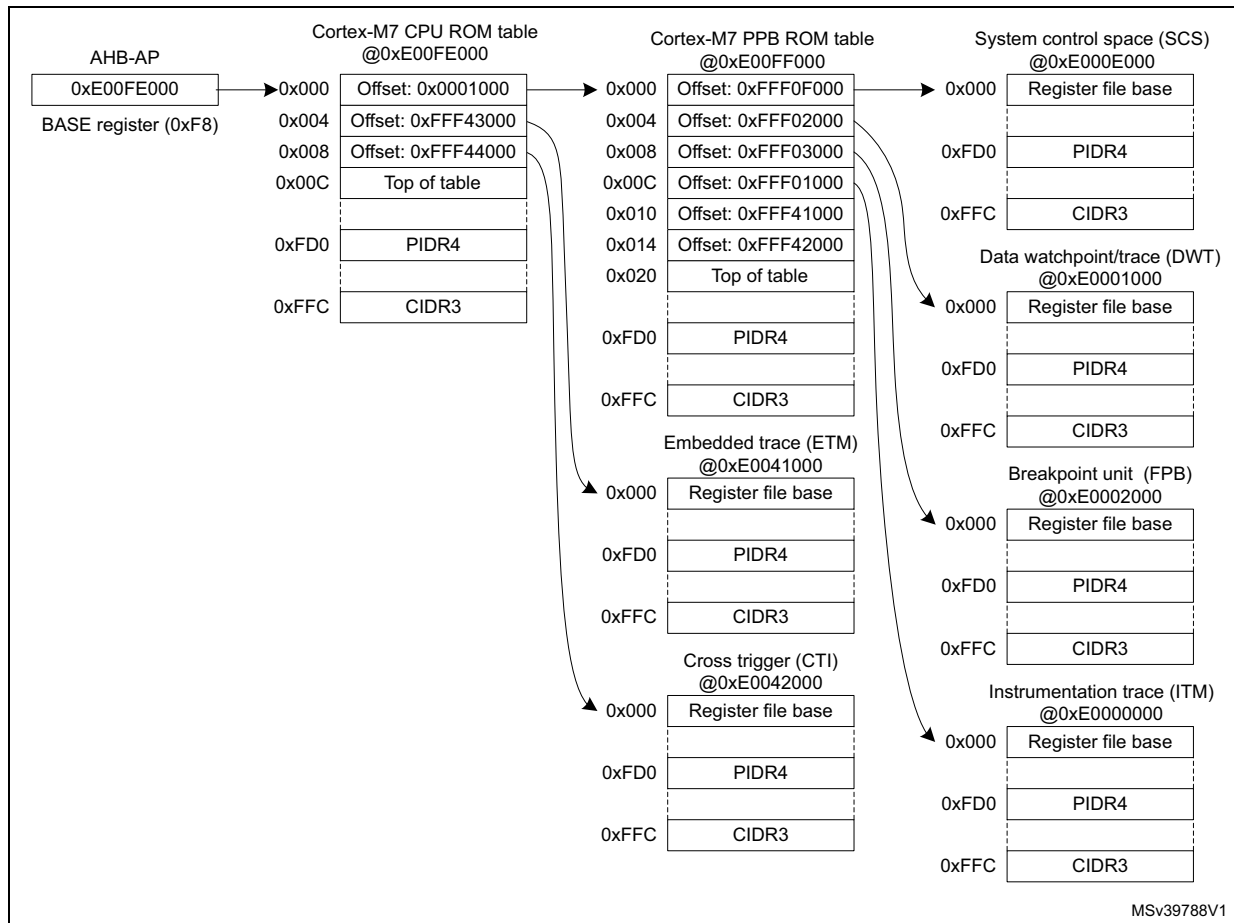 AHB-AP
0xE00FE000
BASE register (0xF8)
Cortex-M7 CPU ROM table
@0xE00FE000
0x000 Offset: 0x0001000
0x004 Offset: 0xFFF43000
0x008 Offset: 0xFFF44000
0x00C Top of table
0xFD0 PIDR4
0xFFC CIDR3
Cortex-M7 PPB ROM table
@0xE00FF000
0x000 Offset: 0xFFF0F000
0x004 Offset: 0xFFF02000
0x008 Offset: 0xFFF03000
0x00C Offset: 0xFFF01000
0x010 Offset: 0xFFF41000
0x014 Offset: 0xFFF42000
0x020 Top of table
0xFD0 PIDR4
0xFFC CIDR3
Embedded trace (ETM)
@0xE0041000
0x000 Register file base
0xFD0 PIDR4
0xFFC CIDR3
Cross trigger (CTI)
@0xE0042000
0x000 Register file base
0xFD0 PIDR4
0xFFC CIDR3
System control space (SCS)
@0xE000E000
0x000 Register file base
0xFD0 PIDR4
0xFFC CIDR3
Data watchpoint/trace (DWT)
@0xE0001000
0x000 Register file base
0xFD0 PIDR4
0xFFC CIDR3
Breakpoint unit (FPB)
@0xE0002000
0x000 Register file base
0xFD0 PIDR4
0xFFC CIDR3
Instrumentation trace (ITM)
@0xE0000000
0x000 Register file base
0xFD0 PIDR4
0xFFC CIDR3
MSv39788V1